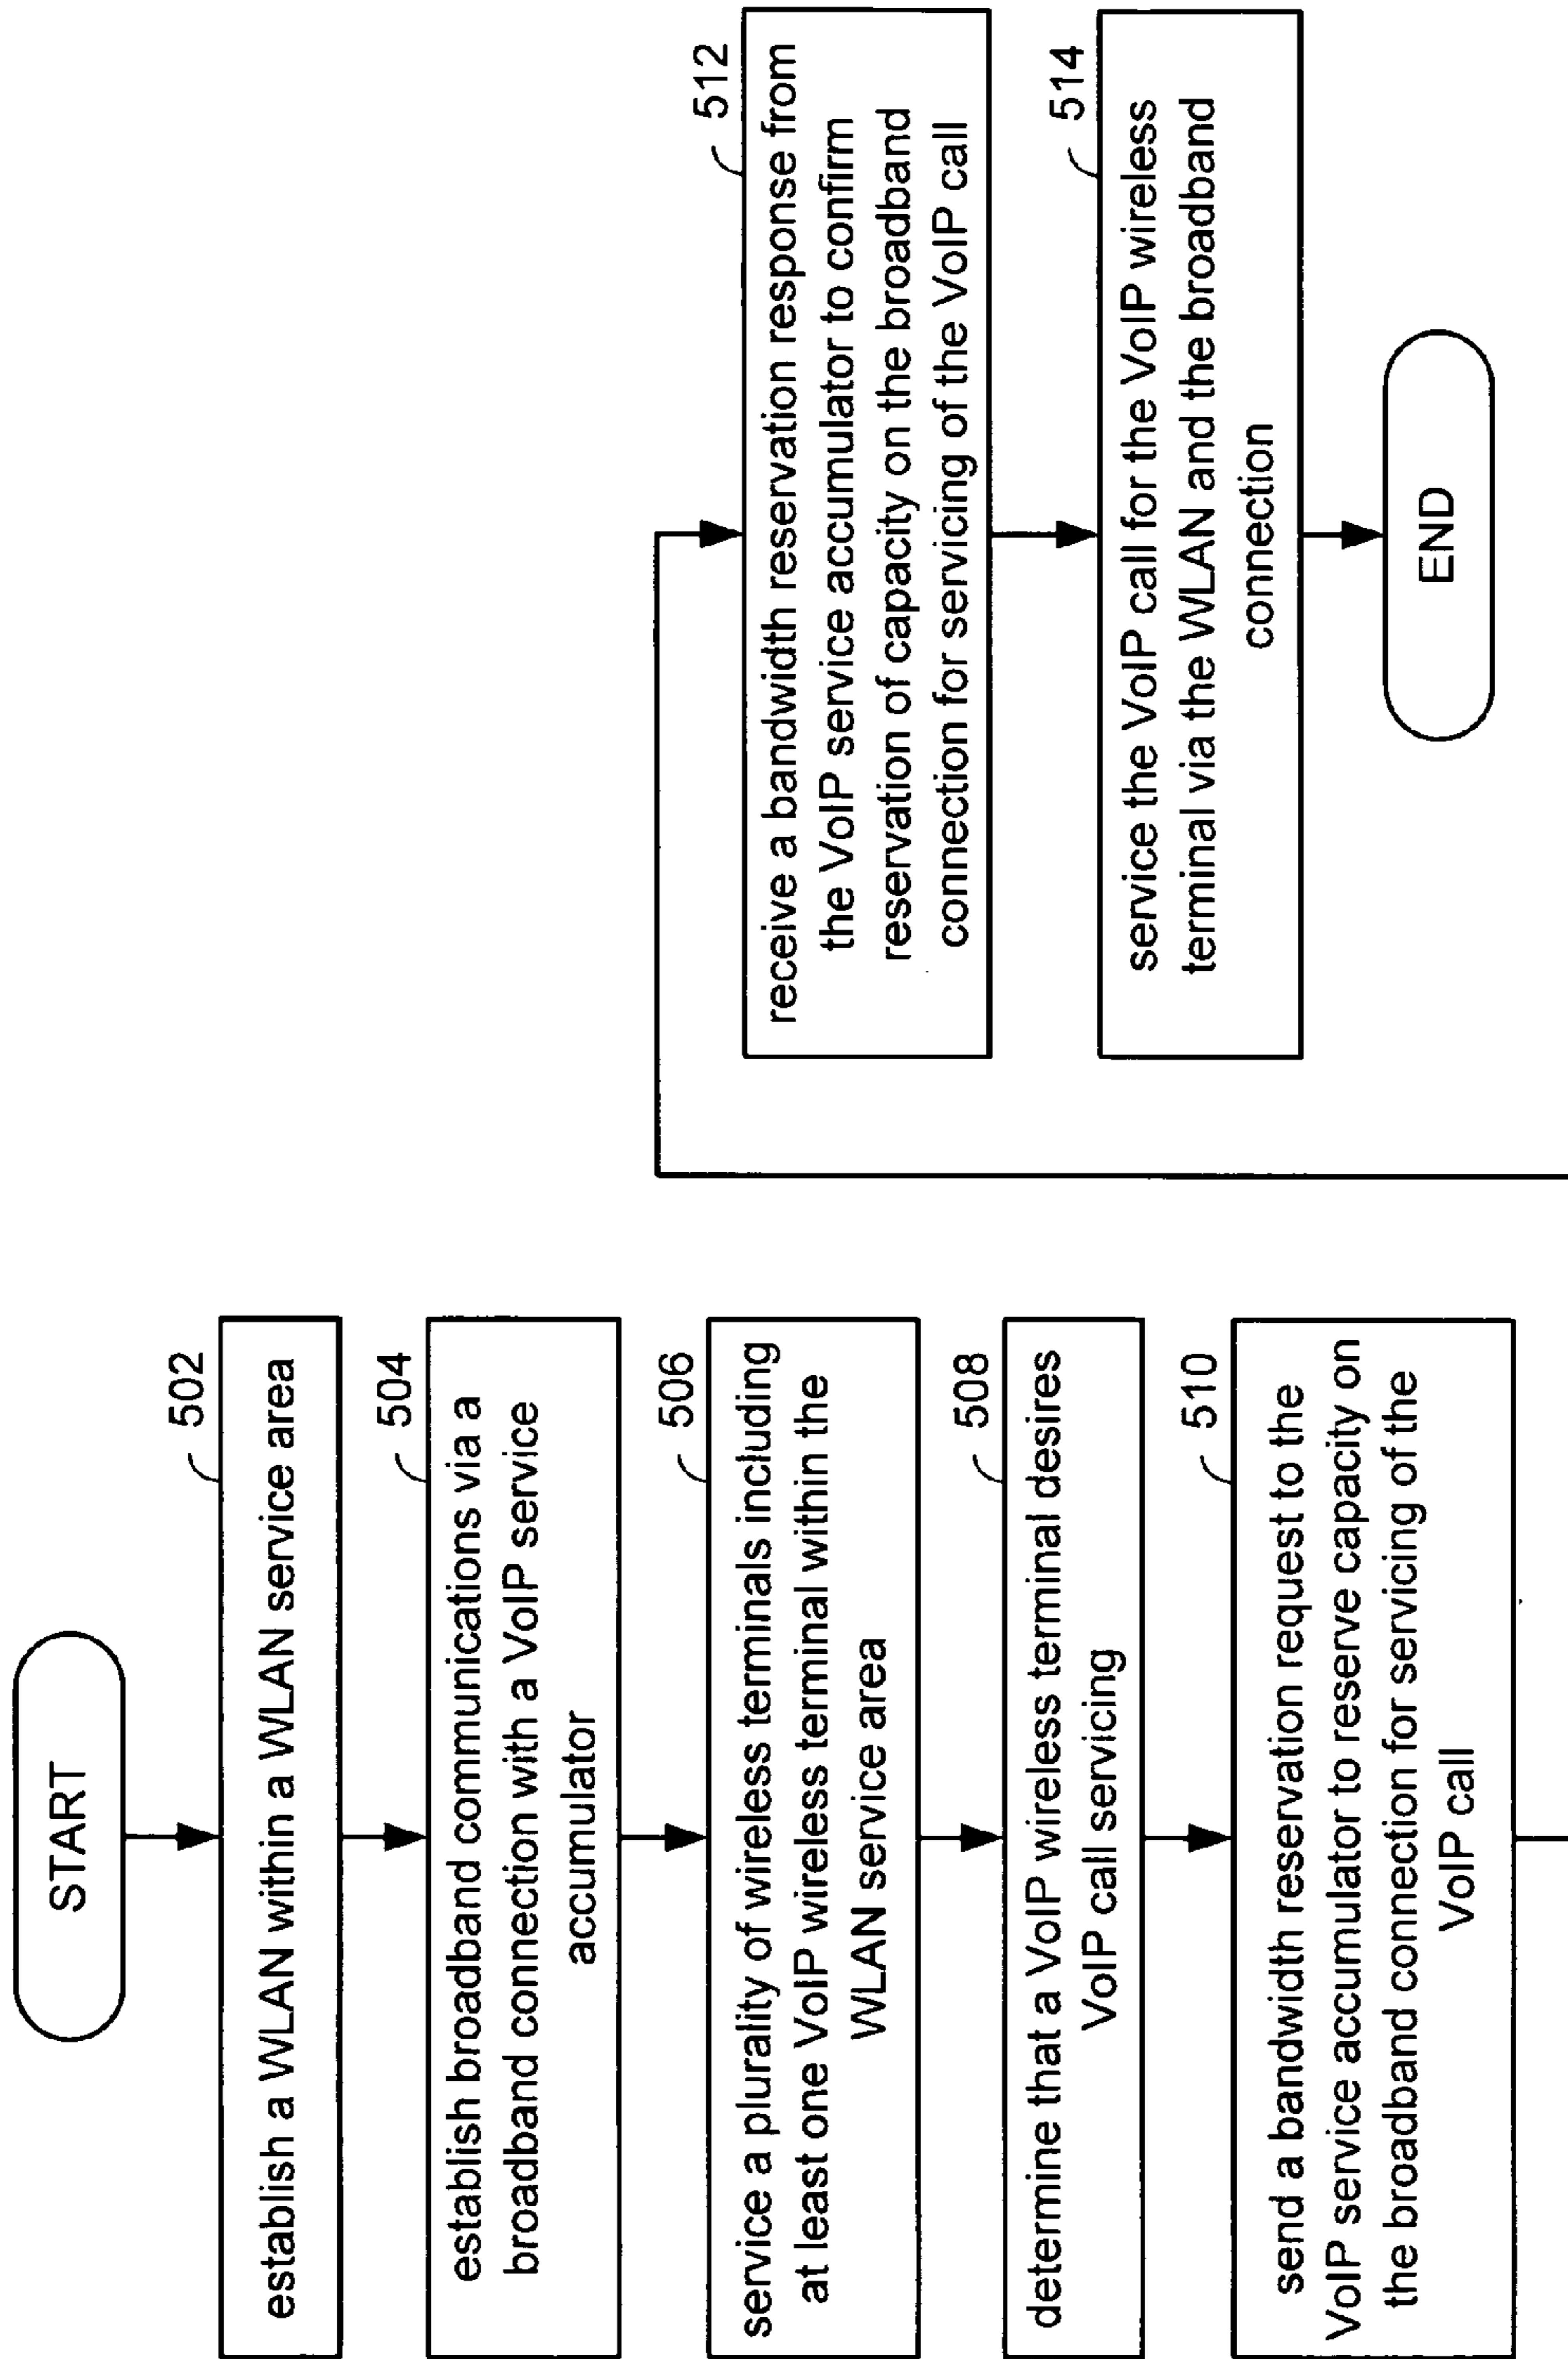 START
502
establish a WLAN within a WLAN service area
504
establish broadband communications via a
broadband connection with a VoIP service
accumulator
506
service a plurality of wireless terminals including
at least one VoIP wireless terminal within the
WLAN service area
508
determine that a VoIP wireless terminal desires
VoIP call servicing
510
send a bandwidth reservation request to the
VoIP service accumulator to reserve capacity on
the broadband connection for servicing of the
VoIP call
512
receive a bandwidth reservation response from
the VoIP service accumulator to confirm
reservation of capacity on the broadband
connection for servicing of the VoIP call
514
service the VoIP call for the VoIP wireless
terminal via the WLAN and the broadband
connection
END